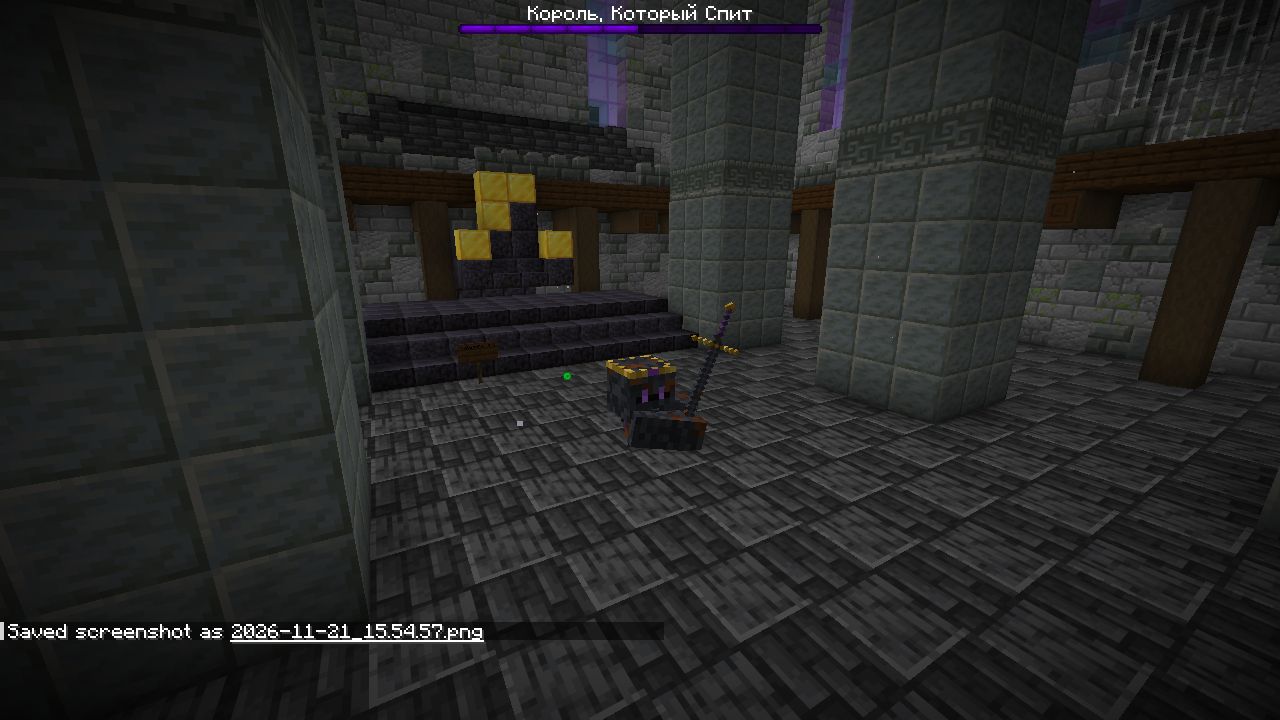 Король, Который Спит
Saved screenshot as 2026-11-21_15.54.57.png